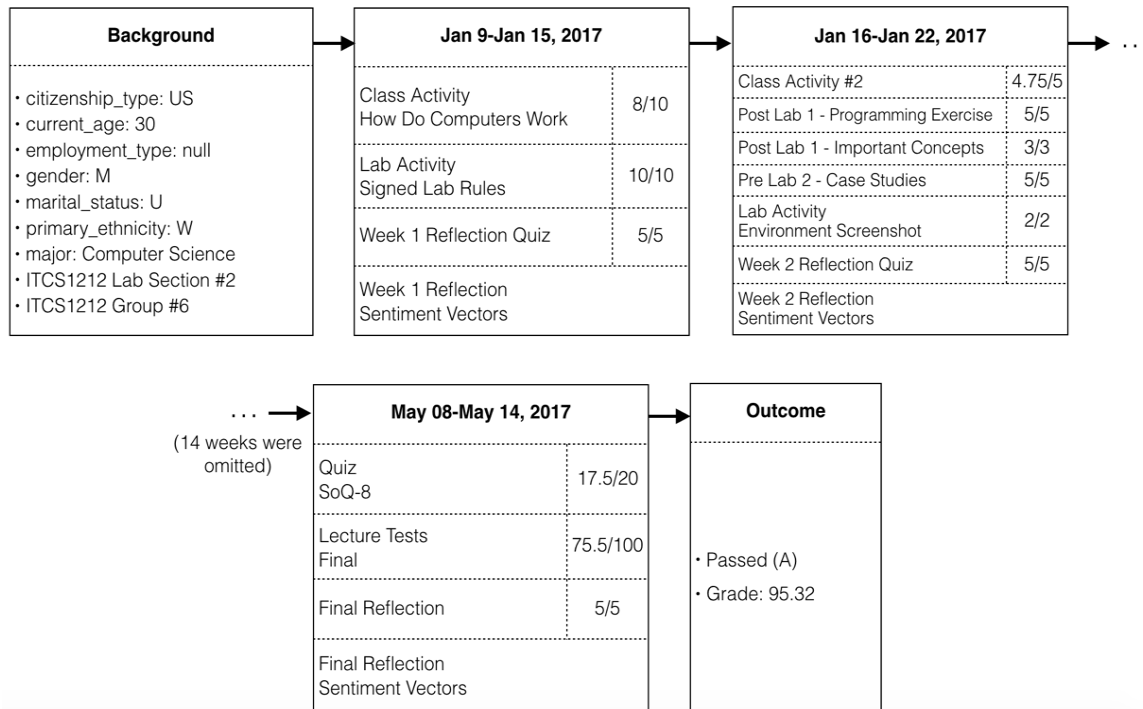 Background
• citizenship_type: US
• current_age: 30
• employment_type: null
• gender: M
• marital_status: U
• primary_ethnicity: W
• major: Computer Science
• ITCS1212 Lab Section #2
• ITCS1212 Group #6
Jan 9-Jan 15, 2017
Class Activity
How Do Computers Work
8/10
Lab Activity
Signed Lab Rules
10/10
Week 1 Reflection Quiz
5/5
Week 1 Reflection
Sentiment Vectors
Jan 16-Jan 22, 2017
Class Activity #2
4.75/5
Post Lab 1 - Programming Exercise
5/5
Post Lab 1 - Important Concepts
3/3
Pre Lab 2 - Case Studies
5/5
Lab Activity
Environment Screenshot
2/2
Week 2 Reflection Quiz
5/5
Week 2 Reflection
Sentiment Vectors
. .
. . .
(14 weeks were
omitted)
May 08-May 14, 2017
Quiz
SoQ-8
17.5/20
Lecture Tests
Final
75.5/100
Final Reflection
5/5
Final Reflection
Sentiment Vectors
Outcome
• Passed (A)
• Grade: 95.32